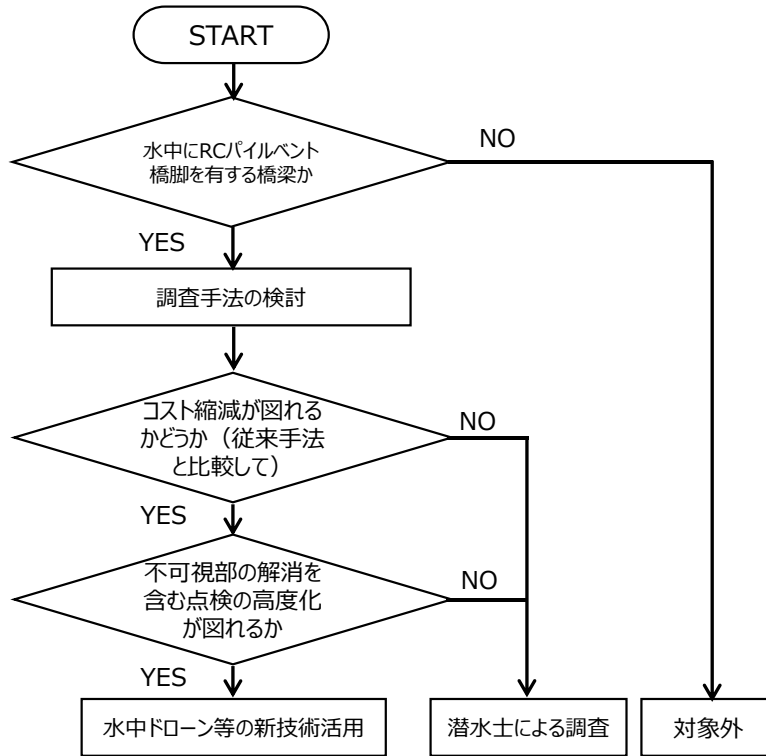 START
水中にRCパイルベント
橋脚を有する橋梁か
NO
YES
調査手法の検討
コスト縮減が図れる
かどうか（従来手法
と比較して）
NO
YES
不可視部の解消を
含む点検の高度化
が図れるか
NO
YES
水中ドローン等の新技術活用
潜水士による調査
対象外